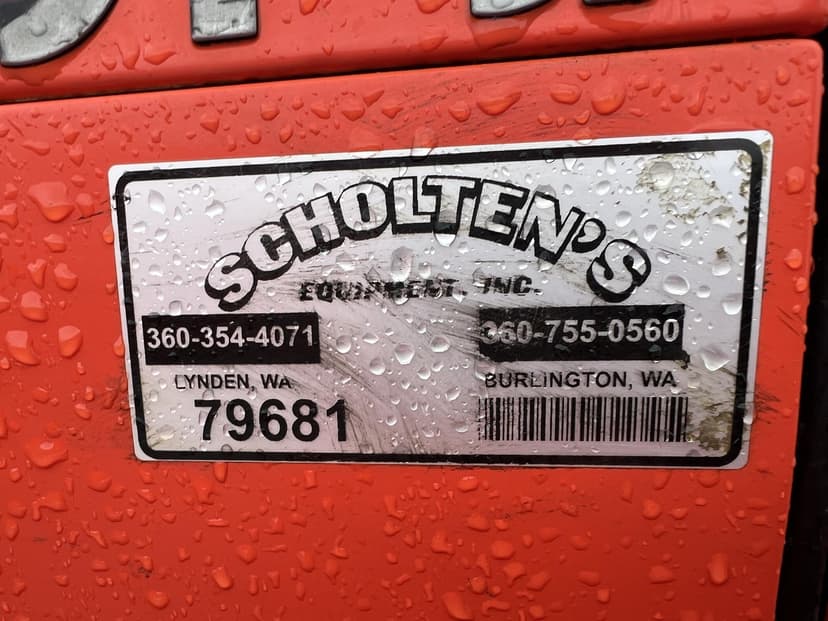 SCHOLTEN'S
EQUIPMENT, INC.
360-354-4071
LYNDEN, WA
79681
360-755-0560
BURLINGTON, WA